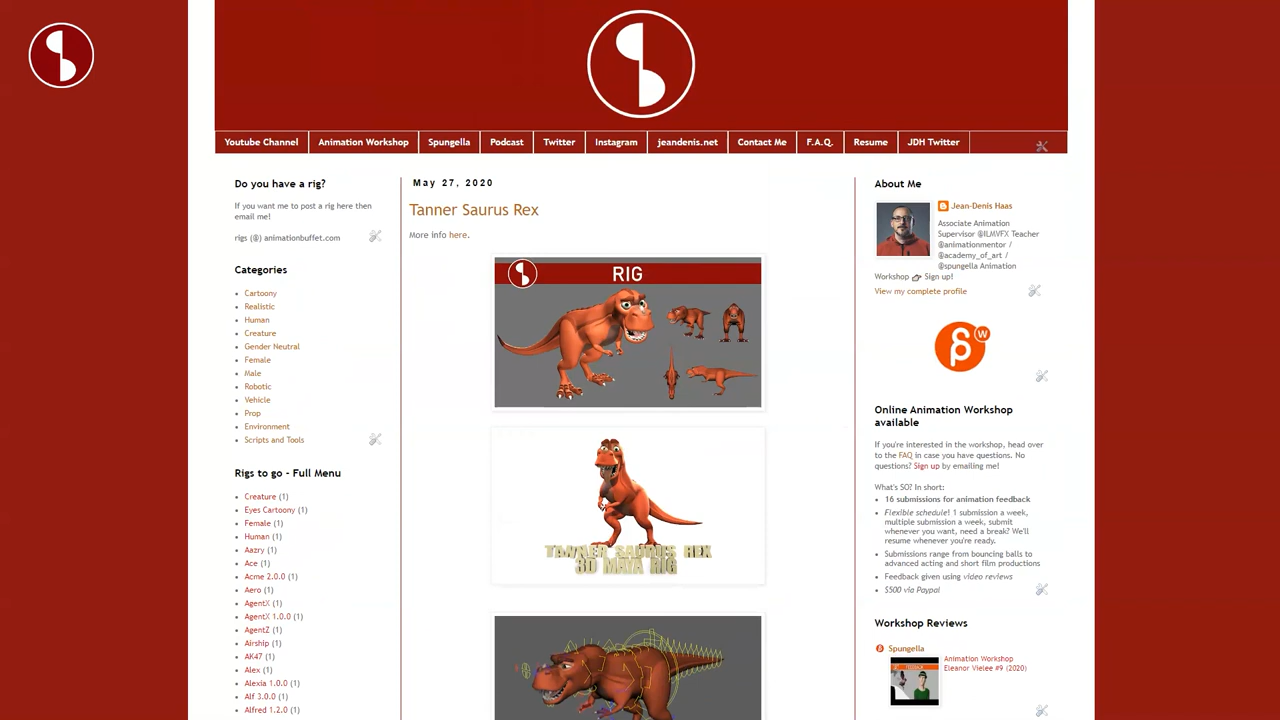 Youtube Channel
Animation Workshop
Spungella
Podcast
Twitter
Instagram
jeandenis.net
Contact Me
F.A.Q.
Resume
JDH Twitter
Do you have a rig?
If you want me to post a rig here then
email me!
rigs (@) animationbuffet.com
Categories
Cartoony
Realistic
Human
Creature
Gender Neutral
Female
Male
Robotic
Vehicle
Prop
Environment
Scripts and Tools
Rigs to go - Full Menu
Creature (1)
Eyes Cartoony (1)
Female (1)
Human (1)
Aazry (1)
Ace (1)
Acme 2.0.0 (1)
Aero (1)
AgentX (1)
AgentX 1.0.0 (1)
AgentZ (1)
Airship (1)
AK47 (1)
Alex (1)
Alexia 1.0.0 (1)
Alf 3.0.0 (1)
Alfred 1.2.0 (1)
May 27, 2020
Tanner Saurus Rex
More info here.
RIG
TANNER SAURUS REX
3D MAYA RIG
About Me
Jean-Denis Haas
Associate Animation
Supervisor @ILMVFX Teacher
@animationmentor /
@academy_of_art /
@spungella Animation
Workshop 👉 Sign up!
View my complete profile
W
Online Animation Workshop
available
If you're interested in the workshop, head over
to the FAQ in case you have questions. No
questions? Sign up by emailing me!
What's SO? In short:
16 submissions for animation feedback
Flexible schedule! 1 submission a week,
multiple submission a week, submit
whenever you want, need a break? We'll
resume whenever you're ready.
Submissions range from bouncing balls to
advanced acting and short film productions
Feedback given using video reviews
$500 via Paypal
Workshop Reviews
Spungella
Animation Workshop
Eleanor Vielee #9 (2020)
FEEDBACK